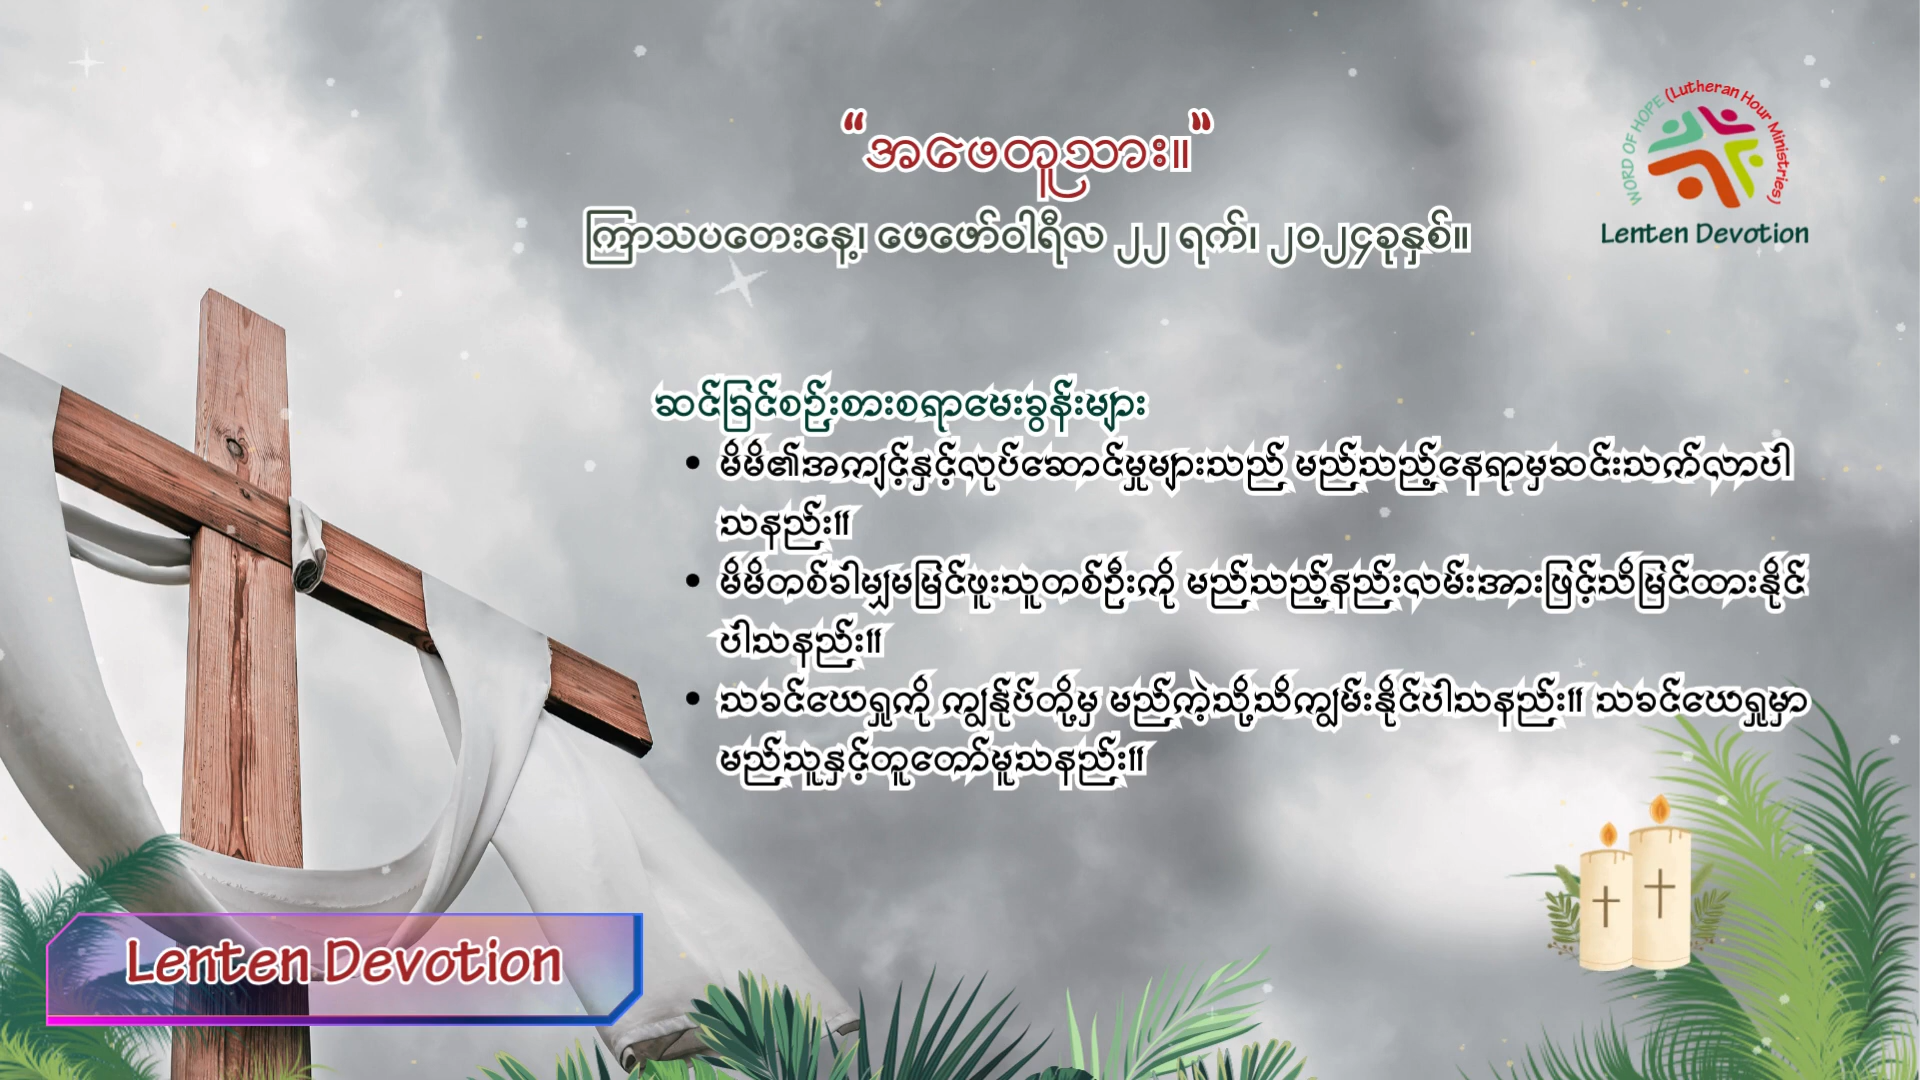 “အဖေတူသား။”
ကြာသပတေးနေ့၊ ဖေဖော်ဝါရီလ ၂၂ ရက်၊ ၂၀၂၄ခုနှစ်။
WORD OF HOPE (Lutheran Hour Ministries)
Lenten Devotion
ဆင်ခြင်စဉ်းစားစရာမေးခွန်းများ
• မိမိ၏အကျင့်နှင့်လုပ်ဆောင်မှုများသည် မည်သည့်နေရာမှဆင်းသက်လာပါ
သနည်း။
• မိမိတစ်ခါမျှမမြင်ဖူးသူတစ်ဦးကို မည်သည့်နည်းလမ်းအားဖြင့်သိမြင်ထားနိုင်
ပါသနည်း။
• သခင်ယေရှုကို ကျွန်ုပ်တို့မှ မည်ကဲ့သို့သိကျွမ်းနိုင်ပါသနည်း။ သခင်ယေရှုမှာ
မည်သူနှင့်တူတော်မူသနည်း။
Lenten Devotion